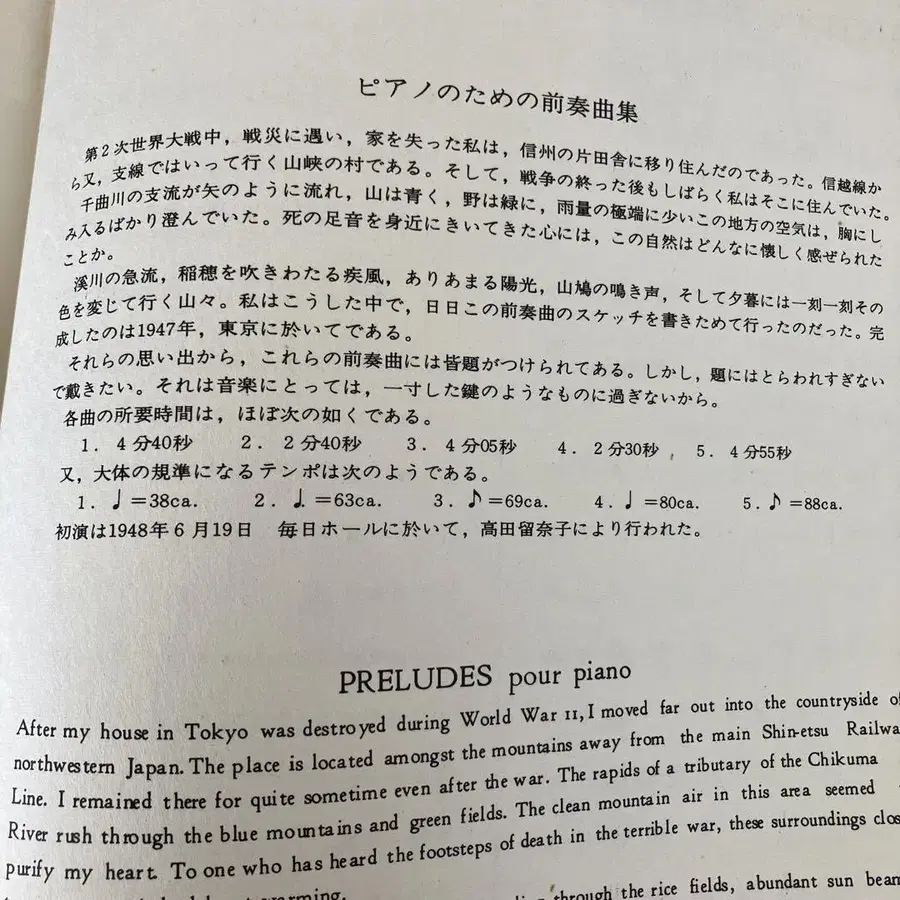 ピアノのための前奏曲集
第2次世界大戦中，戦災に遇い，家を失った私は，信州の片田舎に移り住んだのであった。信越線か
ら又，支線ではいって行く山峡の村である。そして，戦争の終った後もしばらく私はそこに住んでいた。
千曲川の支流が矢のように流れ，山は青く，野は緑に，雨量の極端に少いこの地方の空気は，胸にし
み入るばかり澄んでいた。死の足音を身近にきいてきた心には，この自然はどんなに懐しく感ぜられた
ことか。
溪川の急流，稲穂を吹きわたる疾風，ありあまる陽光，山鳩の鳴き声，そして夕暮には一刻一刻その
色を変じて行く山々。私はこうした中で，日日この前奏曲のスケッチを書きためて行ったのだった。完
成したのは1947年，東京に於いてである。
それらの思い出から，これらの前奏曲には皆題がつけられてある。しかし，題にはとらわれすぎない
で戴きたい。それは音楽にとっては，一寸した鍵のようなものに過ぎないから。
各曲の所要時間は，ほぼ次の如くである。
1．4分40秒　2．2分40秒　3．4分05秒　4．2分30秒　5．4分55秒
又，大体の規準になるテンポは次のようである。
1．♩=38ca.　2．♩.=63ca.　3．♪=69ca.　4．♩=80ca.　5．♪=88ca.
初演は1948年6月19日　毎日ホールに於いて，高田留奈子により行われた。
PRELUDES pour piano
After my house in Tokyo was destroyed during World War II, I moved far out into the countryside of
northwestern Japan. The place is located amongst the mountains away from the main Shin-etsu Railwa
Line. I remained there for quite sometime even after the war. The rapids of a tributary of the Chikuma
River rush through the blue mountains and green fields. The clean mountain air in this area seemed
purify my heart. To one who has heard the footsteps of death in the terrible war, these surroundings clos
warming.
through the rice fields, abundant sun beam